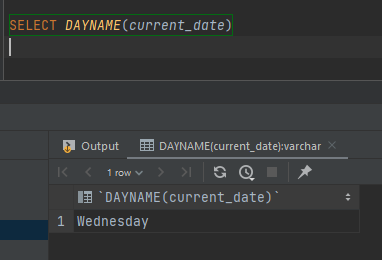 SELECT DAYNAME(current_date)
Output
DAYNAME(current_date):varchar
1 row
`DAYNAME(current_date)`
1 Wednesday